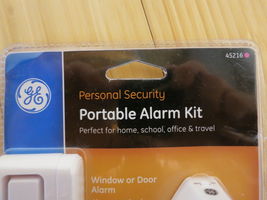 45216
GE
Personal Security
Portable Alarm Kit
Perfect for home, school, office & travel
Window or Door
Alarm